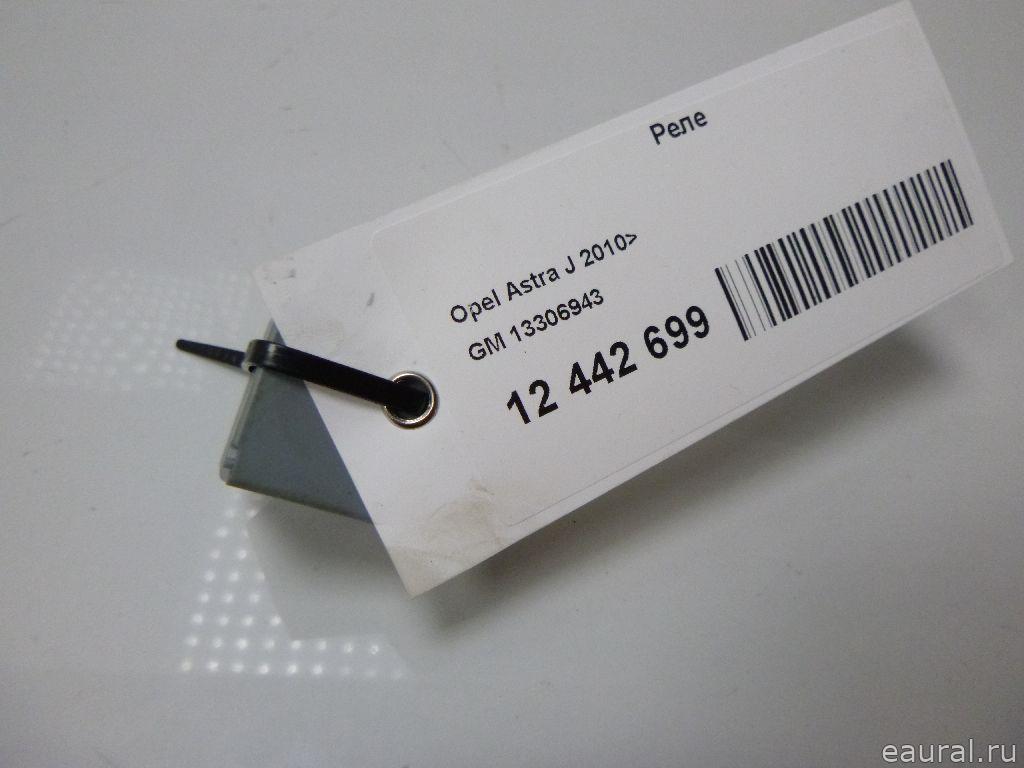 Реле
Opel Astra J 2010>
GM 13306943
12 442 699
eaural.ru